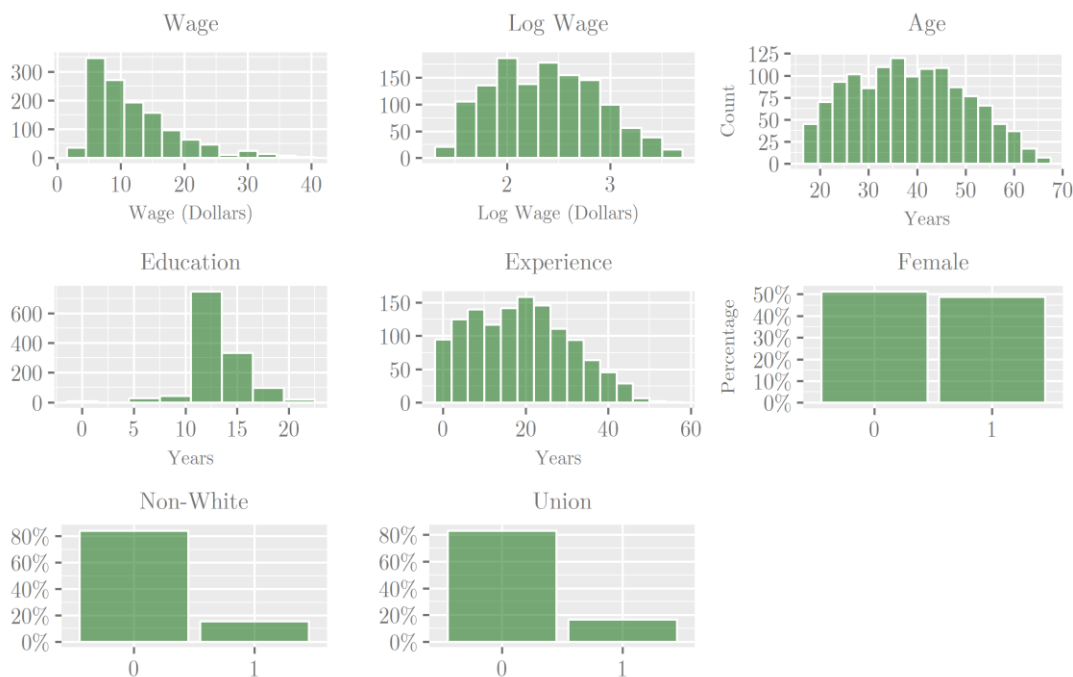 Wage
300
200
100
0
0 10 20 30 40
Wage (Dollars)
Log Wage
150
100
50
0
2 3
Log Wage (Dollars)
Age
Count
125
100
75
50
25
0
20 30 40 50 60 70
Years
Education
600
400
200
0
0 5 10 15 20
Years
Experience
150
100
50
0
0 20 40 60
Years
Female
Percentage
50%
40%
30%
20%
10%
0%
0 1
Non-White
80%
60%
40%
20%
0%
0 1
Union
80%
60%
40%
20%
0%
0 1